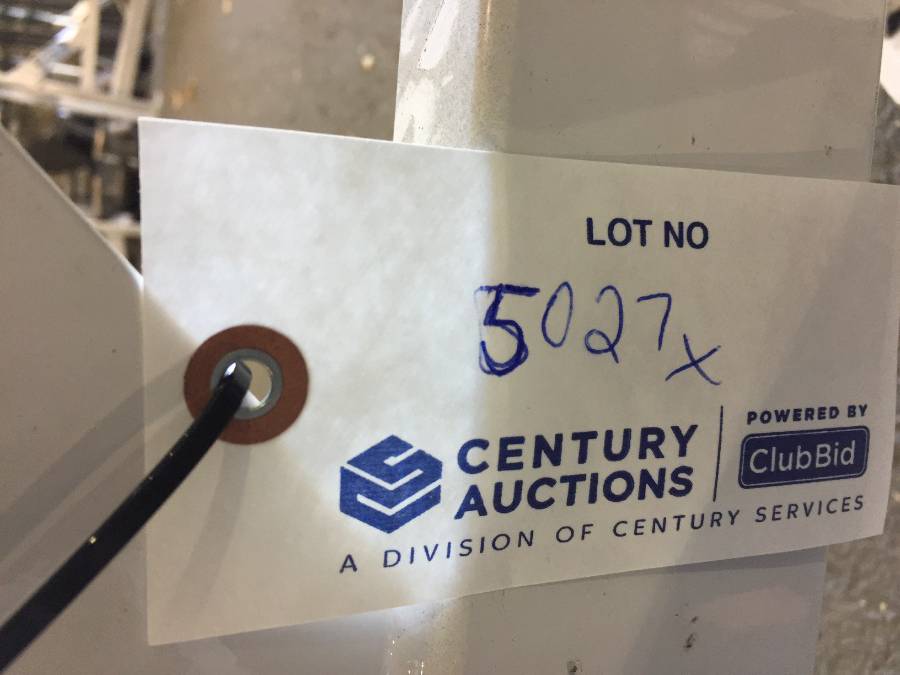 LOT NO
5027x
CENTURY
AUCTIONS
A DIVISION OF CENTURY SERVICES
POWERED BY
ClubBid